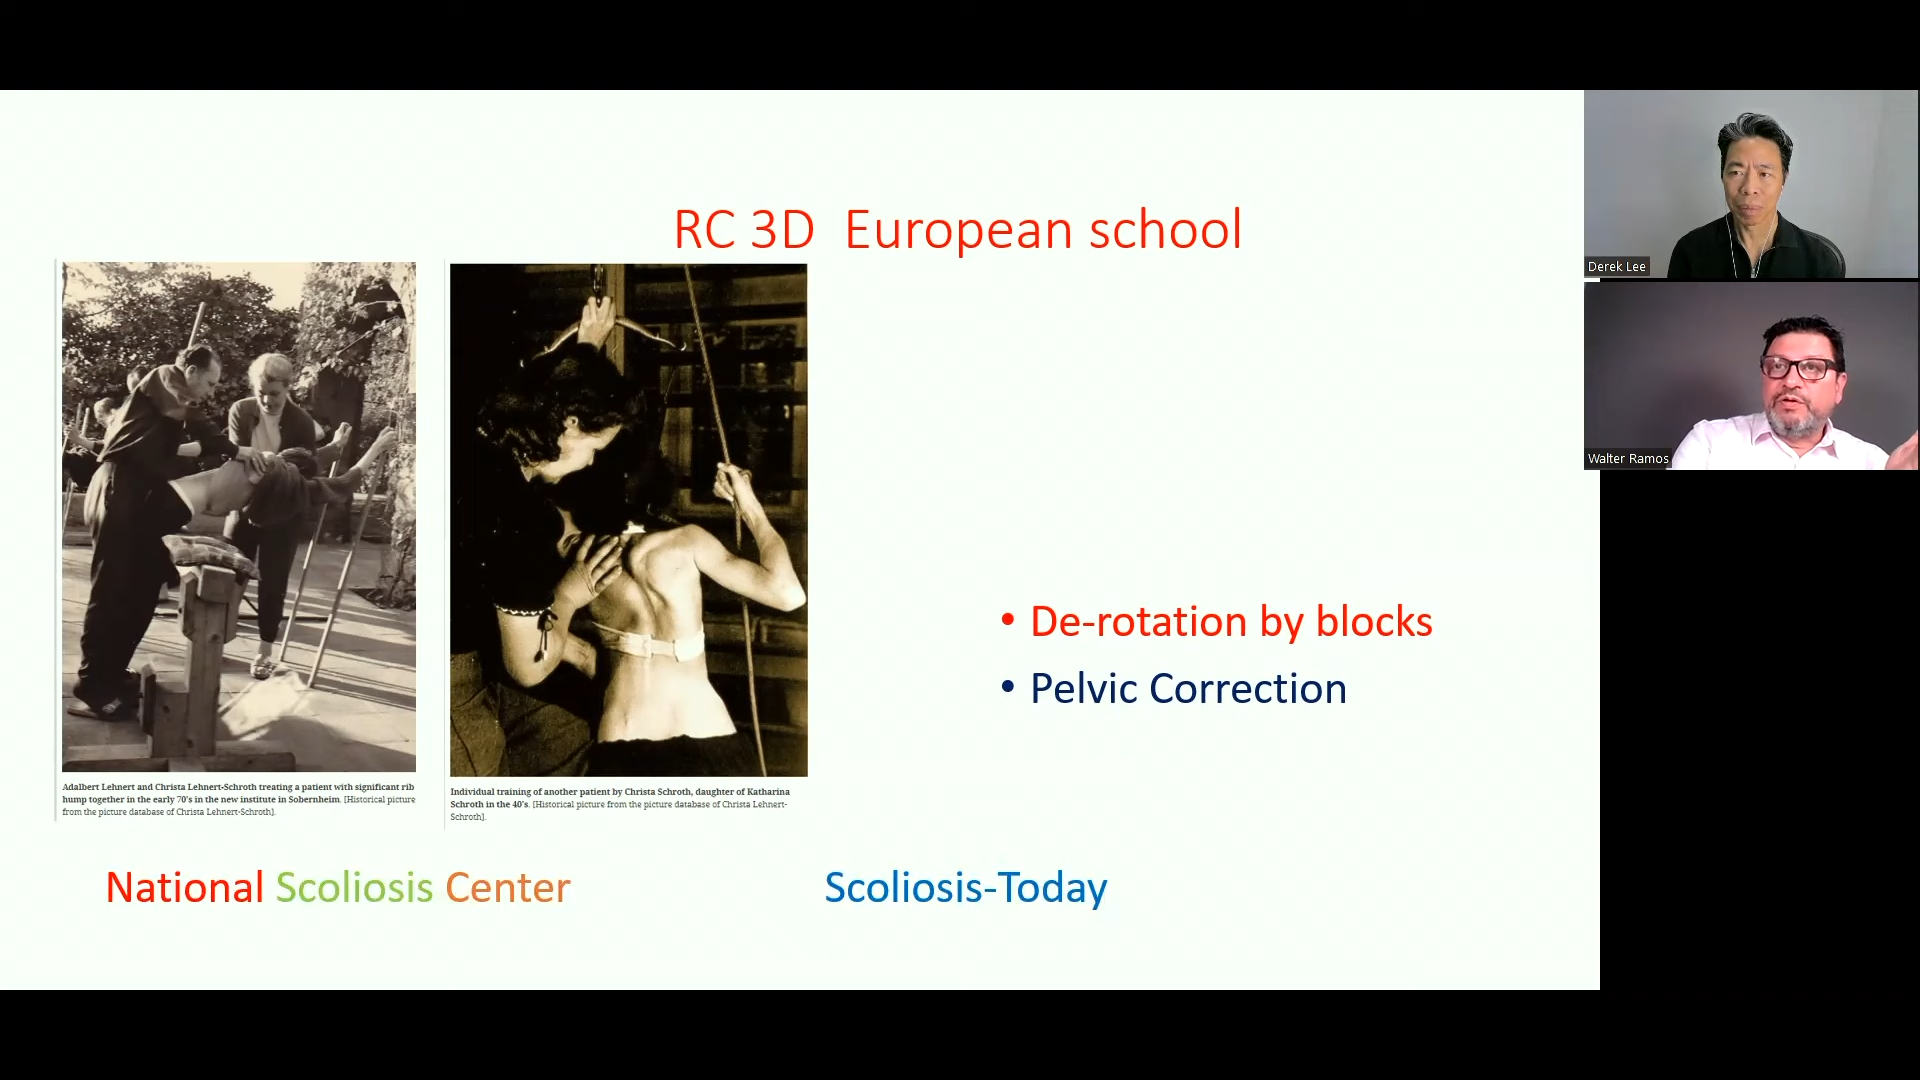 RC 3D  European school
Adalbert Lehnert and Christa Lehnert-Schroth treating a patient with significant rib
hump together in the early 70's in the new institute in Sobernheim. [Historical picture
from the picture database of Christa Lehnert-Schroth].
Individual training of another patient by Christa Schroth, daughter of Katharina
Schroth in the 40's. [Historical picture from the picture database of Christa Lehnert-
Schroth].
• De-rotation by blocks
• Pelvic Correction
National Scoliosis Center
Scoliosis-Today
Derek Lee
Walter Ramos